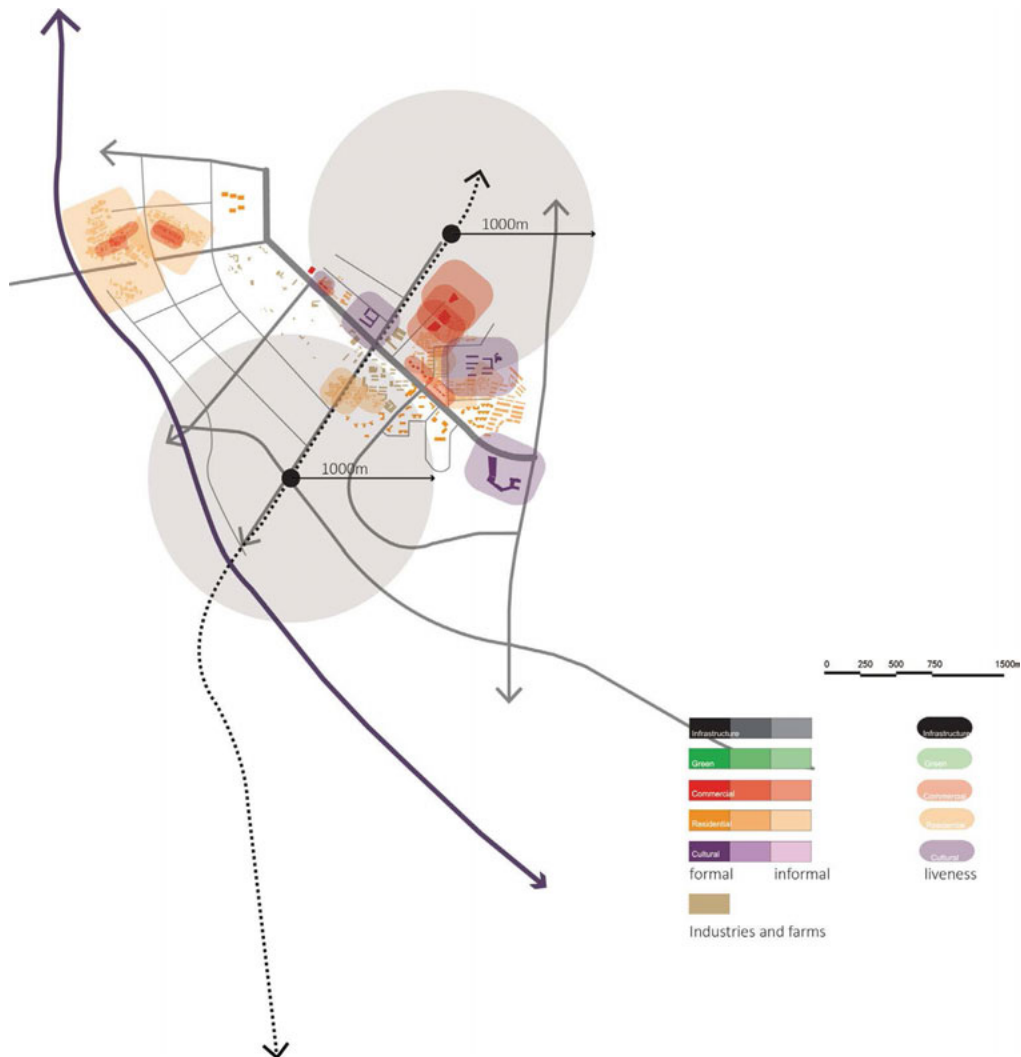 1000m
1000m
0 250 500 750 1500m
Infrastructure
Infrastructure
Green
Green
Commercial
Commercial
Residential
Residential
Cultural
Cultural
formal informal liveness
Industries and farms